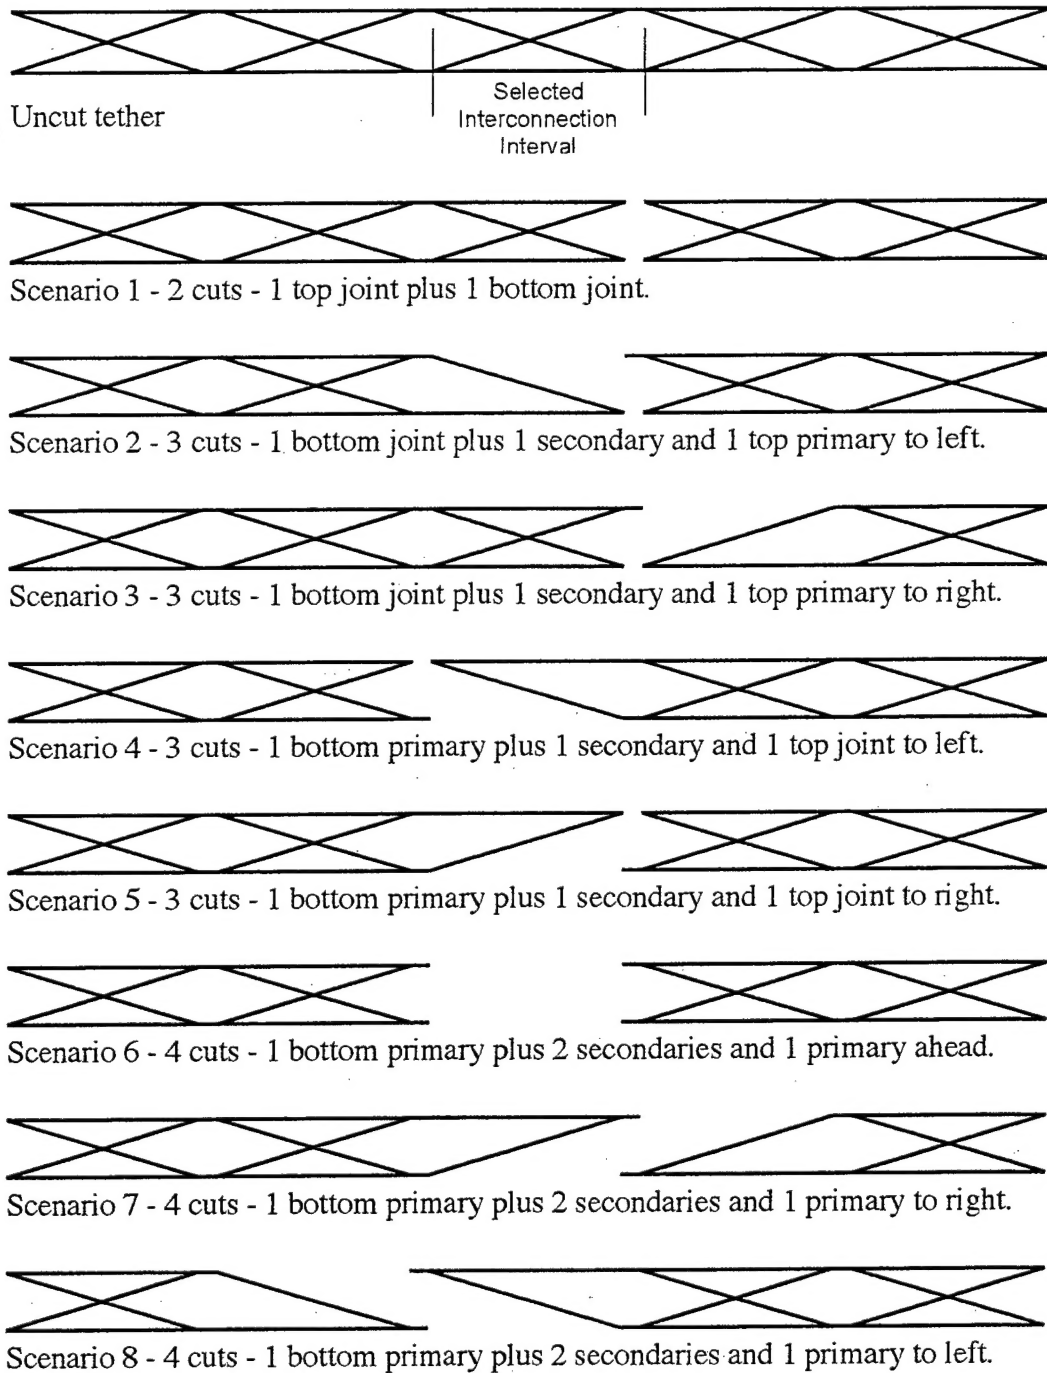 Selected
Uncut tether
Interconnection
Interval
Scenario 1 - 2 cuts - 1 top joint plus 1 bottom joint.
Scenario 2 - 3 cuts - 1 bottom joint plus 1 secondary and 1 top primary to left.
Scenario 3 - 3 cuts - 1 bottom joint plus 1 secondary and 1 top primary to right.
Scenario 4 - 3 cuts - 1 bottom primary plus 1 secondary and 1 top joint to left.
Scenario 5 - 3 cuts - 1 bottom primary plus 1 secondary and 1 top joint to right.
Scenario 6 - 4 cuts - 1 bottom primary plus 2 secondaries and 1 primary ahead.
Scenario 7 - 4 cuts - 1 bottom primary plus 2 secondaries and 1 primary to right.
Scenario 8 - 4 cuts - 1 bottom primary plus 2 secondaries and 1 primary to left.